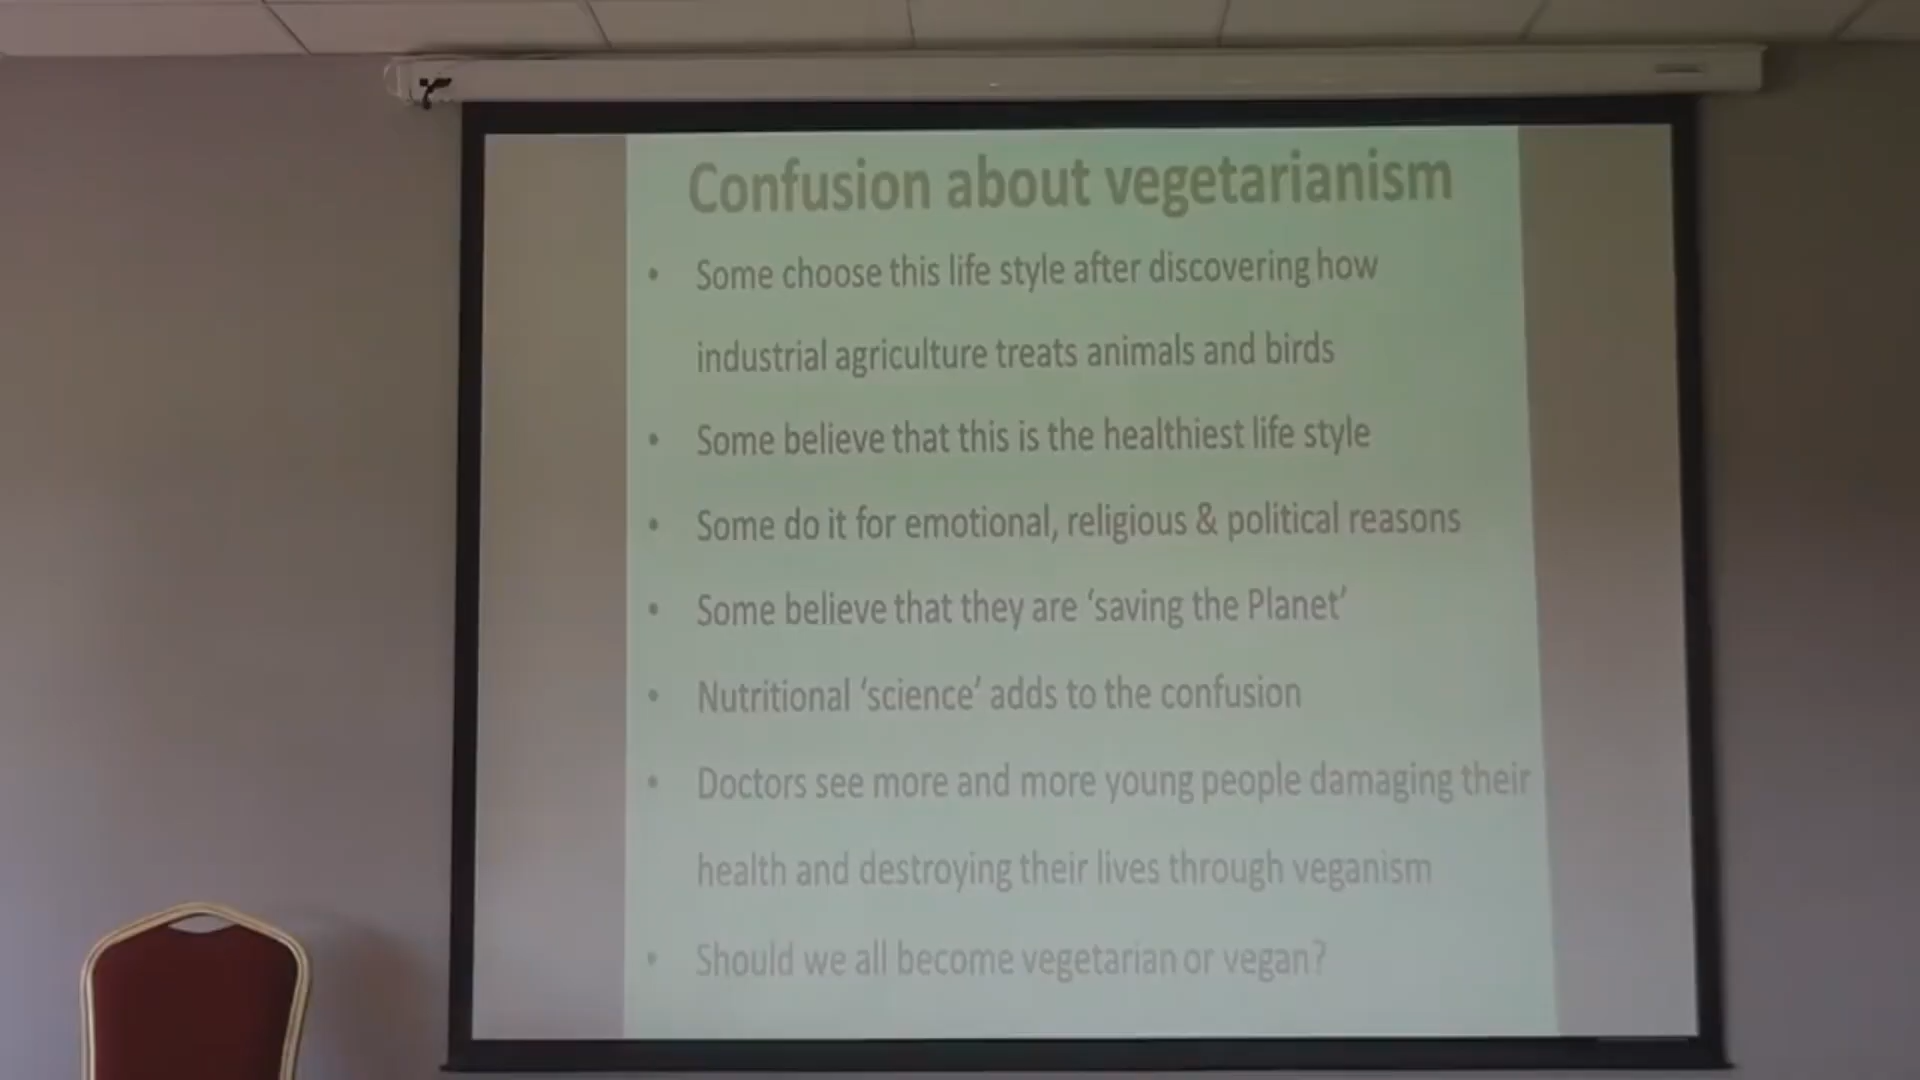 Confusion about vegetarianism
• Some choose this life style after discovering how
industrial agriculture treats animals and birds
• Some believe that this is the healthiest life style
• Some do it for emotional, religious & political reasons
• Some believe that they are ‘saving the Planet’
• Nutritional ‘science’ adds to the confusion
• Doctors see more and more young people damaging their
health and destroying their lives through veganism
• Should we all become vegetarian or vegan?